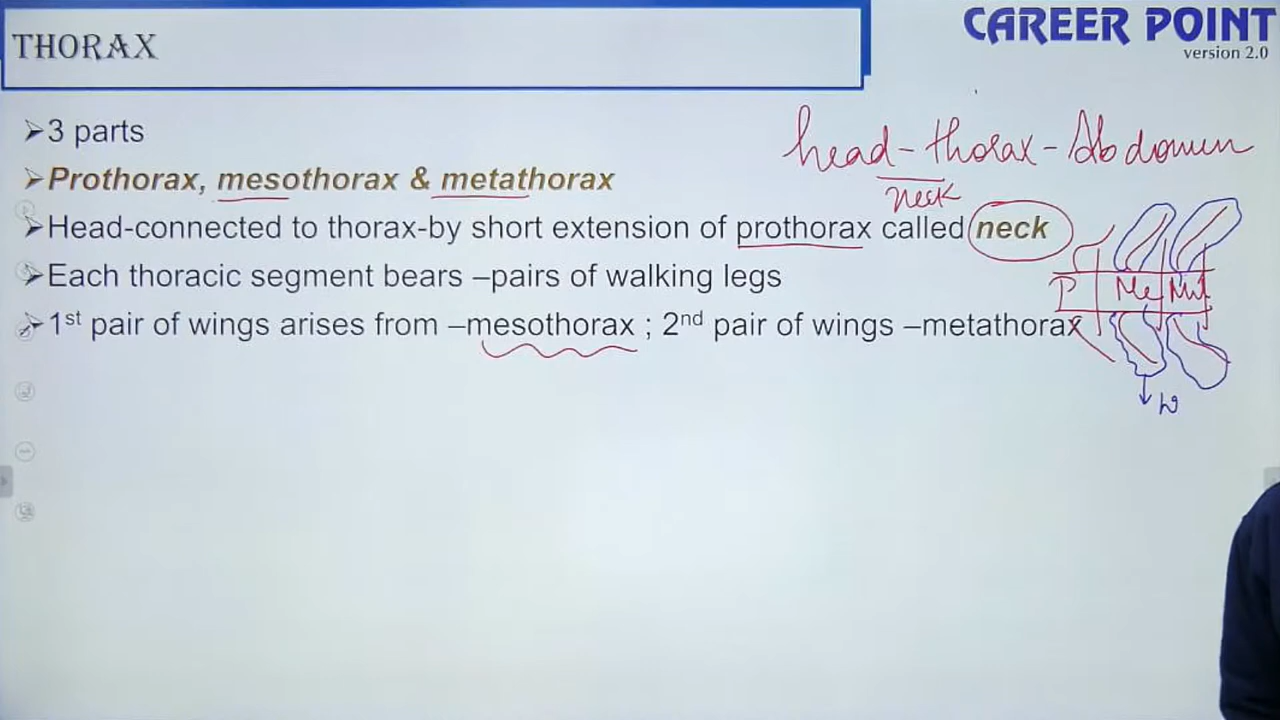 THORAX
CAREER POINT
version 2.0
head-thorax-Abdomen
neck
➢3 parts
➢Prothorax, mesothorax & metathorax
➢Head-connected to thorax-by short extension of prothorax called neck
➢Each thoracic segment bears –pairs of walking legs
➢1st pair of wings arises from –mesothorax ; 2nd pair of wings –metathorax
P Me Mt